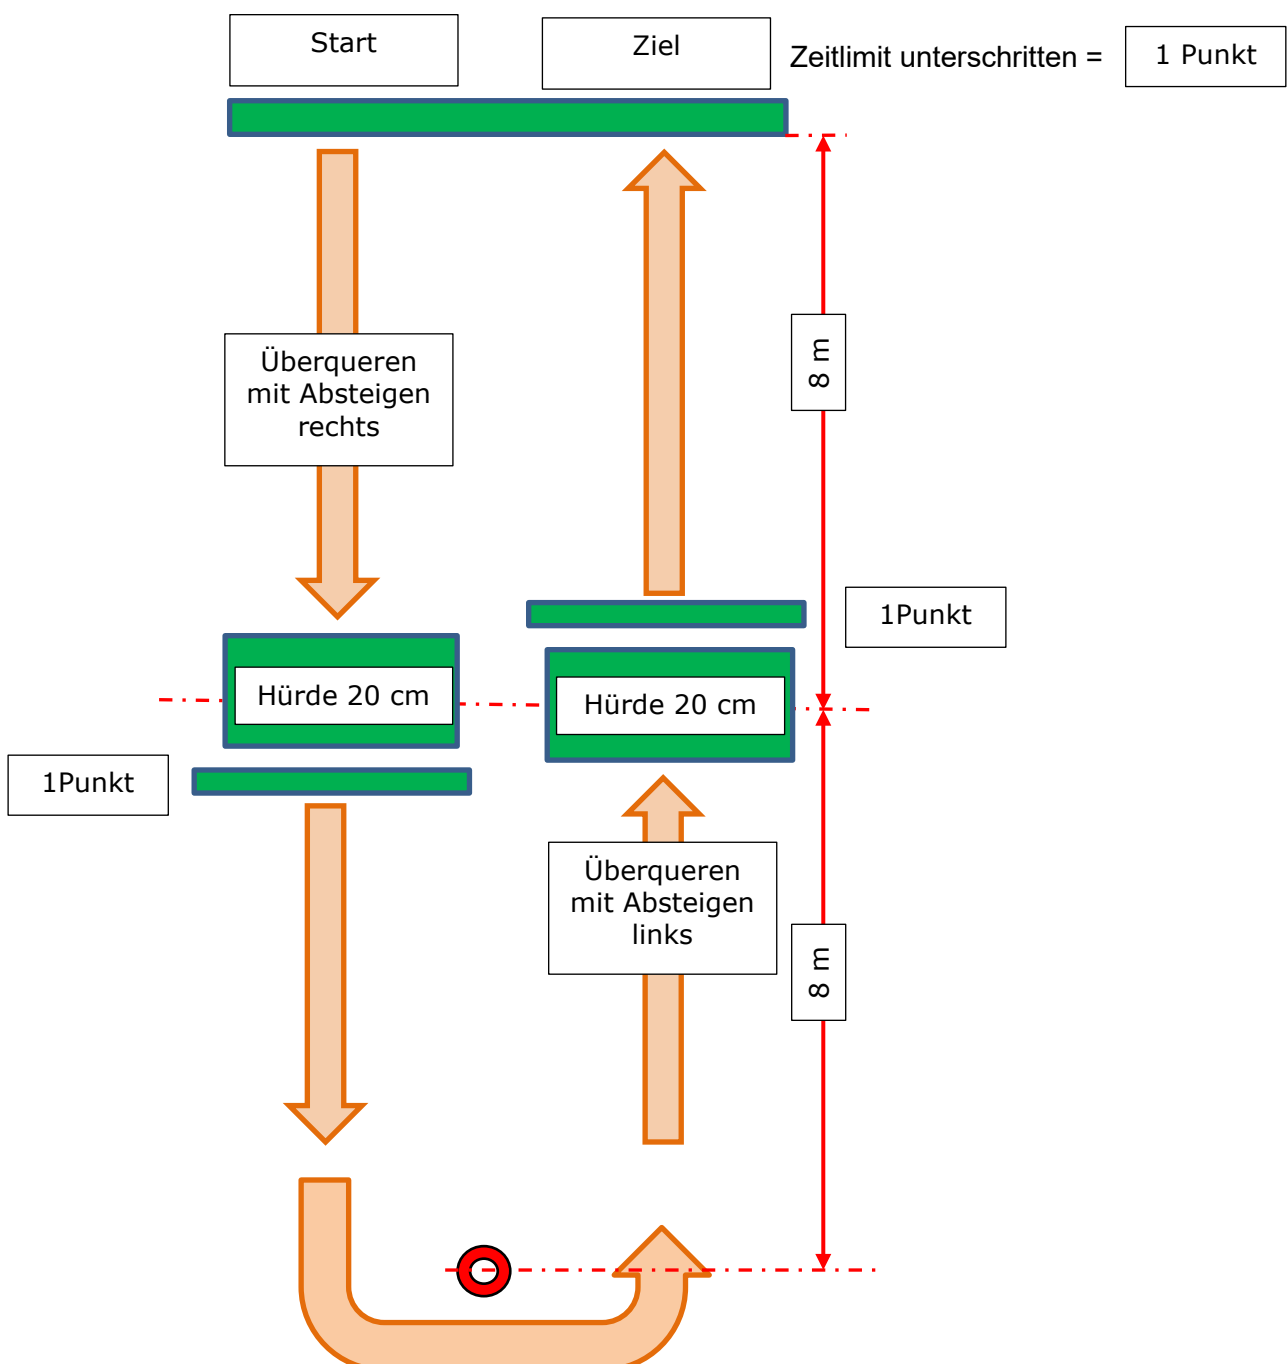 Start
Ziel
Zeitlimit unterschritten =
1 Punkt
Überqueren
mit Absteigen
rechts
8 m
1Punkt
Hürde 20 cm
Hürde 20 cm
1Punkt
Überqueren
mit Absteigen
links
8 m